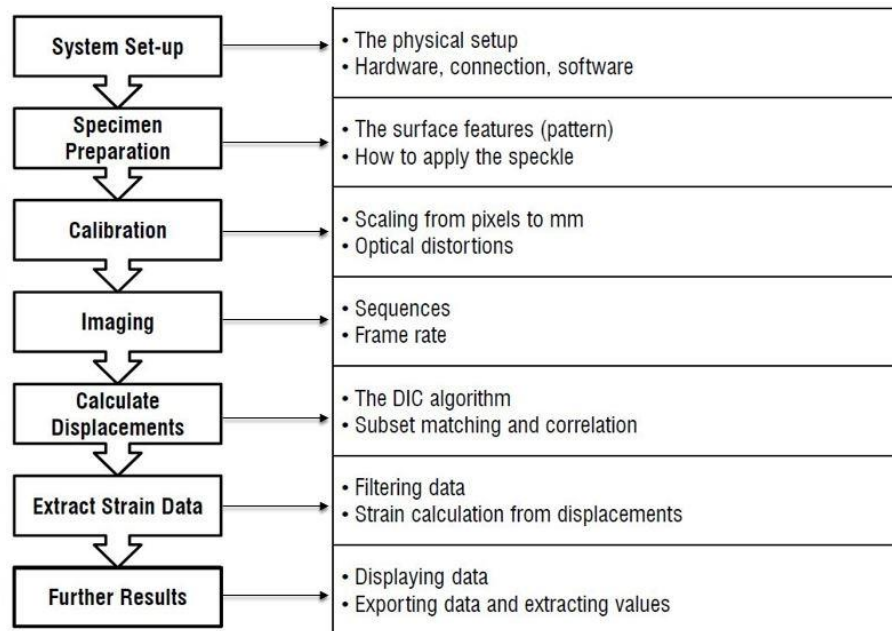 System Set-up
• The physical setup
• Hardware, connection, software
Specimen
Preparation
• The surface features (pattern)
• How to apply the speckle
Calibration
• Scaling from pixels to mm
• Optical distortions
Imaging
• Sequences
• Frame rate
Calculate
Displacements
• The DIC algorithm
• Subset matching and correlation
Extract Strain Data
• Filtering data
• Strain calculation from displacements
Further Results
• Displaying data
• Exporting data and extracting values